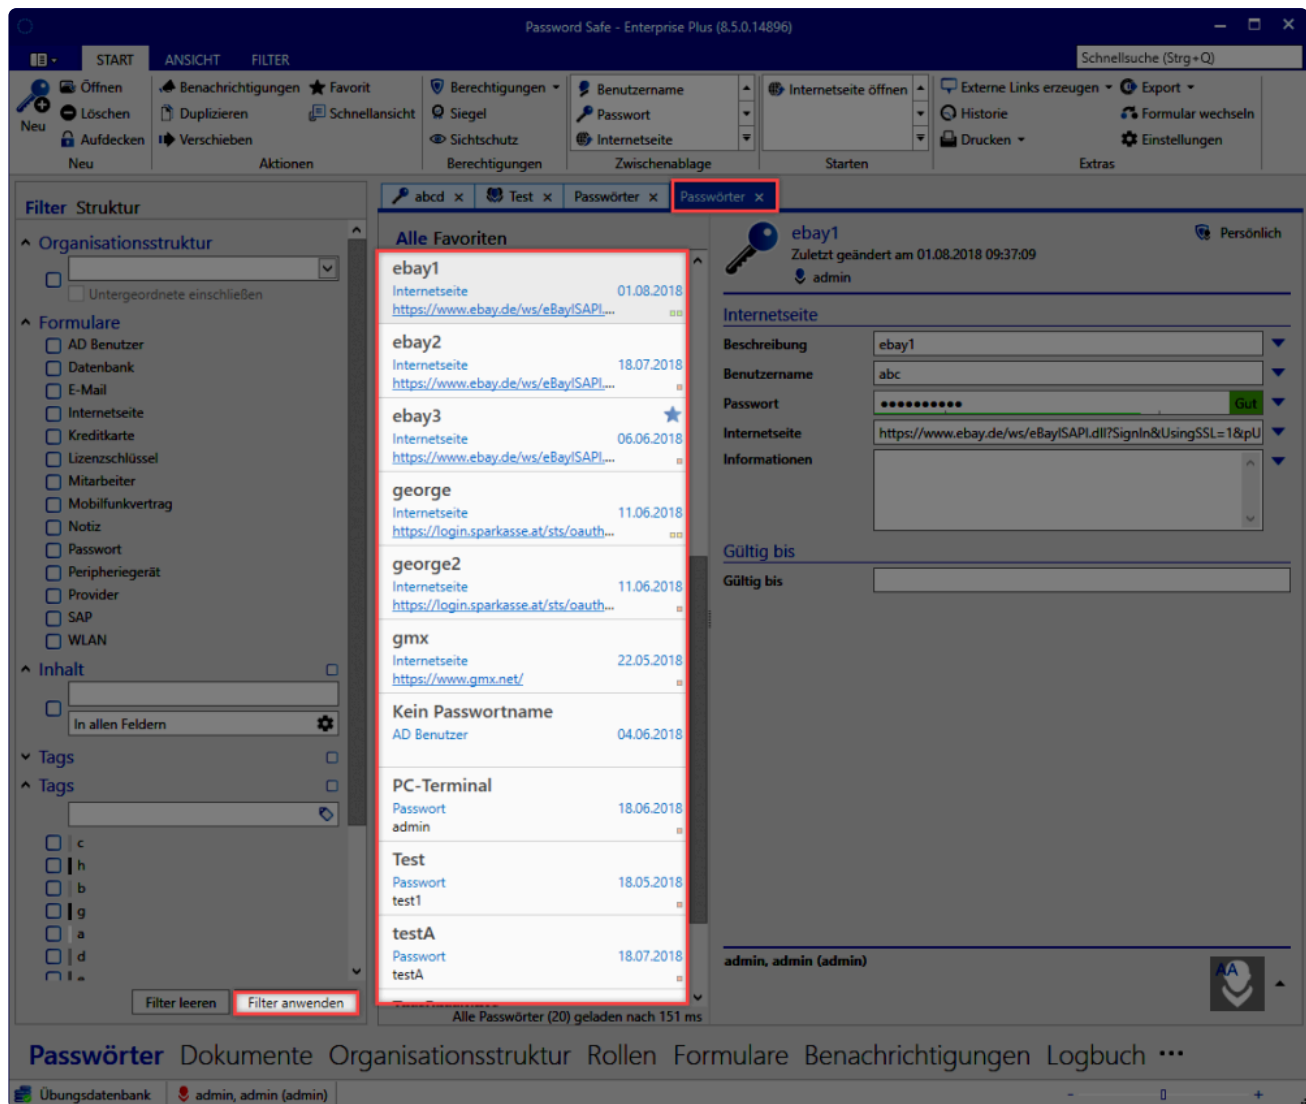 Password Safe - Enterprise Plus (8.5.0.14896)
START ANSICHT FILTER
Schnellsuche (Strg+Q)
Neu
Öffnen
Löschen
Aufdecken
Neu
Benachrichtigungen Favorit
Duplizieren Schnellansicht
Verschieben
Aktionen
Berechtigungen
Siegel
Sichtschutz
Berechtigungen
Benutzername
Passwort
Internetseite
Zwischenablage
Internetseite öffnen
Starten
Externe Links erzeugen Export
Historie Formular wechseln
Drucken Einstellungen
Extras
Filter Struktur
Organisationsstruktur
Untergeordnete einschließen
Formulare
AD Benutzer
Datenbank
E-Mail
Internetseite
Kreditkarte
Lizenzschlüssel
Mitarbeiter
Mobilfunkvertrag
Notiz
Passwort
Peripheriegerät
Provider
SAP
WLAN
Inhalt
In allen Feldern
Tags
Tags
c
h
b
g
a
d
Filter leeren Filter anwenden
abcd Test Passwörter Passwörter
Alle Favoriten
ebay1
Internetseite 01.08.2018
https://www.ebay.de/ws/eBayISAPI....
ebay2
Internetseite 18.07.2018
https://www.ebay.de/ws/eBayISAPI....
ebay3
Internetseite 06.06.2018
https://www.ebay.de/ws/eBayISAPI....
george
Internetseite 11.06.2018
https://login.sparkasse.at/sts/oauth...
george2
Internetseite 11.06.2018
https://login.sparkasse.at/sts/oauth...
gmx
Internetseite 22.05.2018
https://www.gmx.net/
Kein Passwortname
AD Benutzer 04.06.2018
PC-Terminal
Passwort 18.06.2018
admin
Test
Passwort 18.05.2018
test1
testA
Passwort 18.07.2018
testA
Alle Passwörter (20) geladen nach 151 ms
ebay1 Persönlich
Zuletzt geändert am 01.08.2018 09:37:09
admin
Internetseite
Beschreibung ebay1
Benutzername abc
Passwort ●●●●●●●●●● Gut
Internetseite https://www.ebay.de/ws/eBayISAPI.dll?SignIn&UsingSSL=1&pU
Informationen
Gültig bis
Gültig bis
admin, admin (admin)
AA
Passwörter Dokumente Organisationsstruktur Rollen Formulare Benachrichtigungen Logbuch •••
Übungsdatenbank admin, admin (admin)